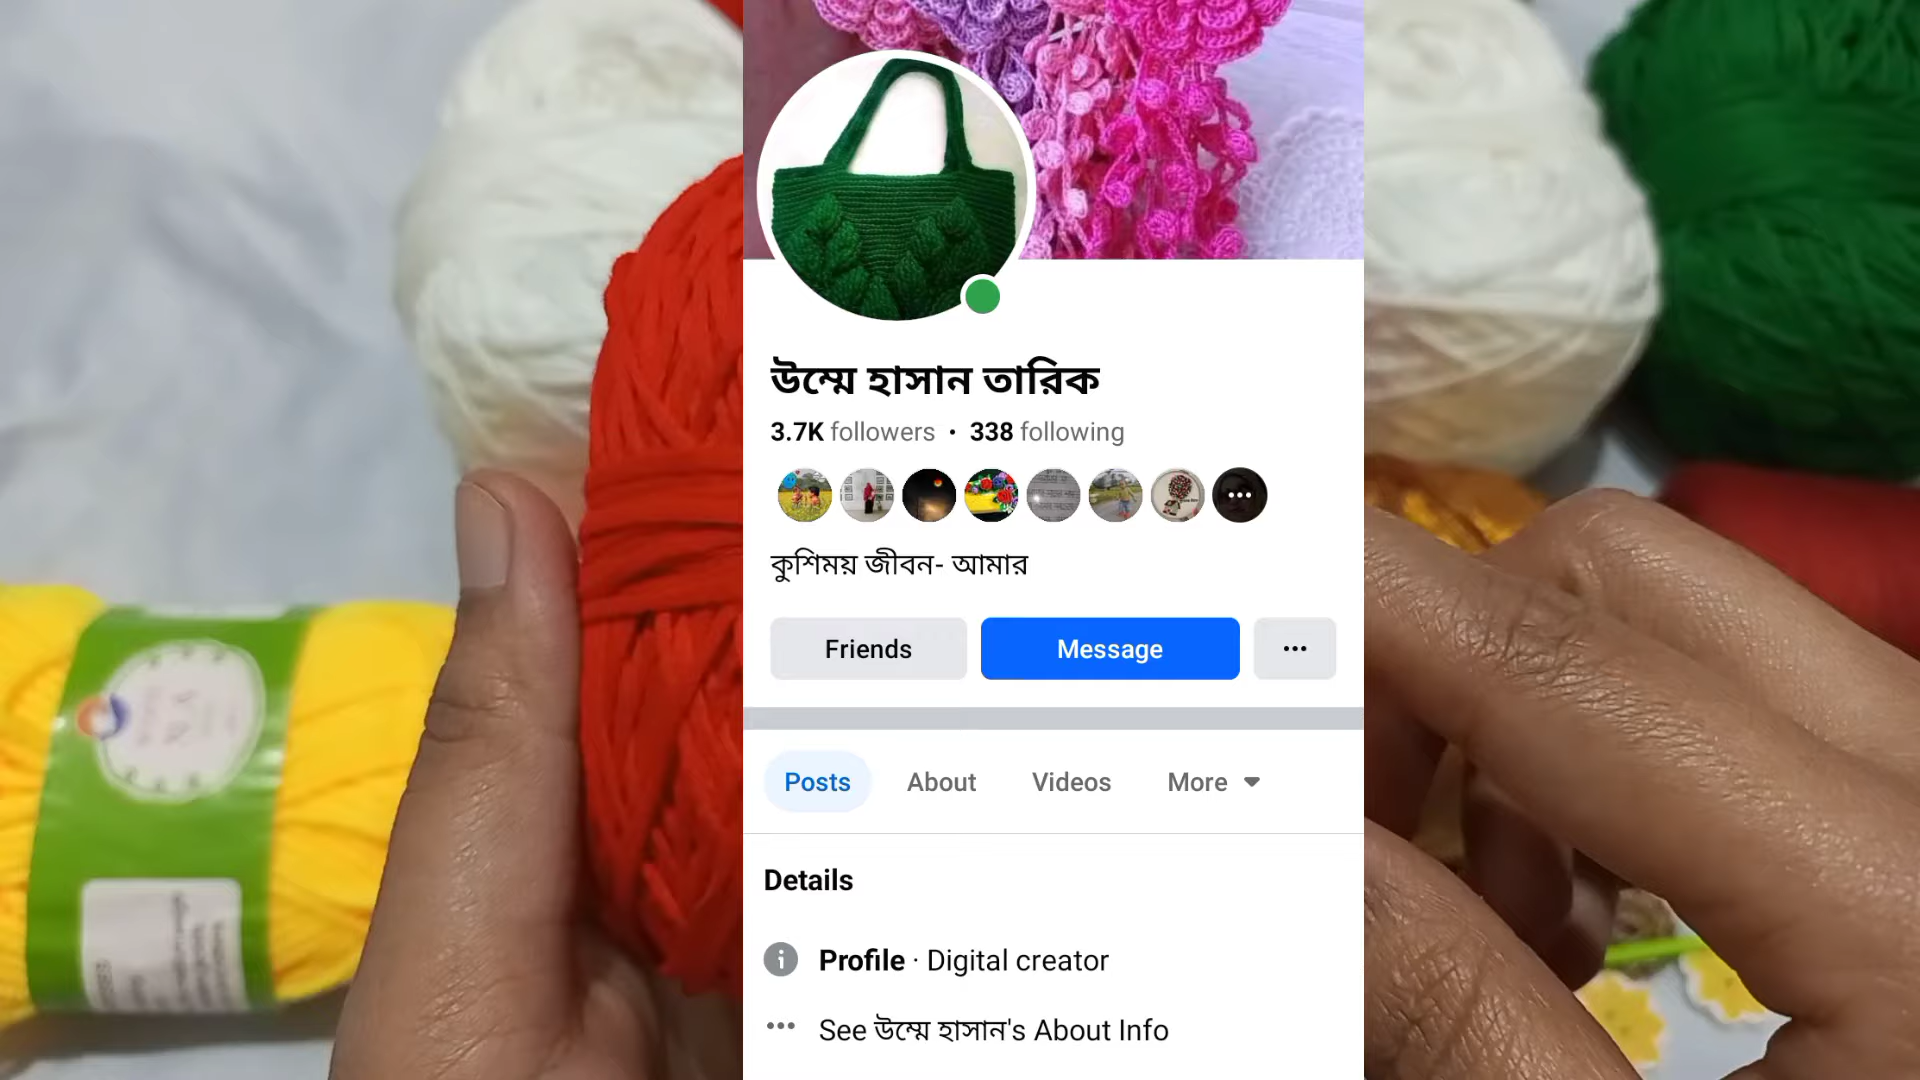 উম্মে হাসান তারিক
3.7K followers • 338 following
কুশিময় জীবন- আমার
Friends
Message
Posts
About
Videos
More
Details
Profile · Digital creator
See উম্মে হাসান's About Info